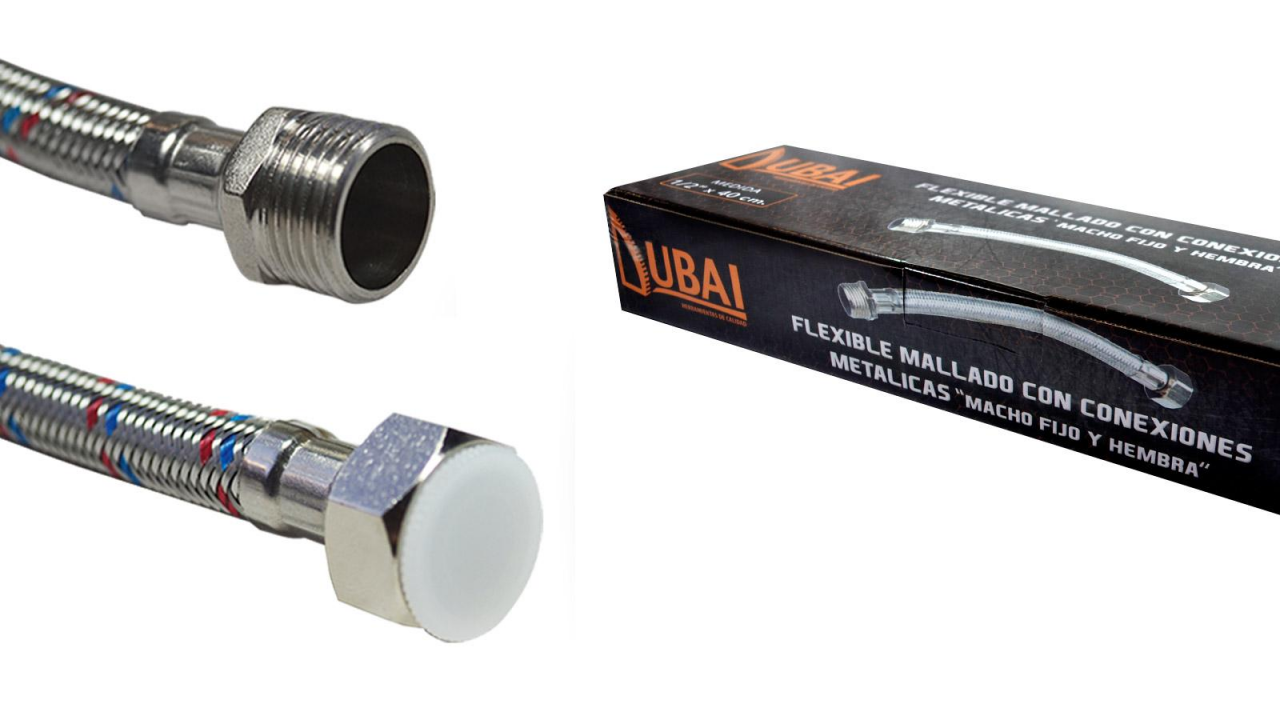 DUBAI
MEDIDA
1/2" x 40 cm.
FLEXIBLE MALLADO CON CONEXIO
METALICAS "MACHO FIJO Y HEMBRA"
DUBAI
HERRAMIENTAS DE CALIDAD
FLEXIBLE MALLADO CON CONEXIONES
METALICAS "MACHO FIJO Y HEMBRA"